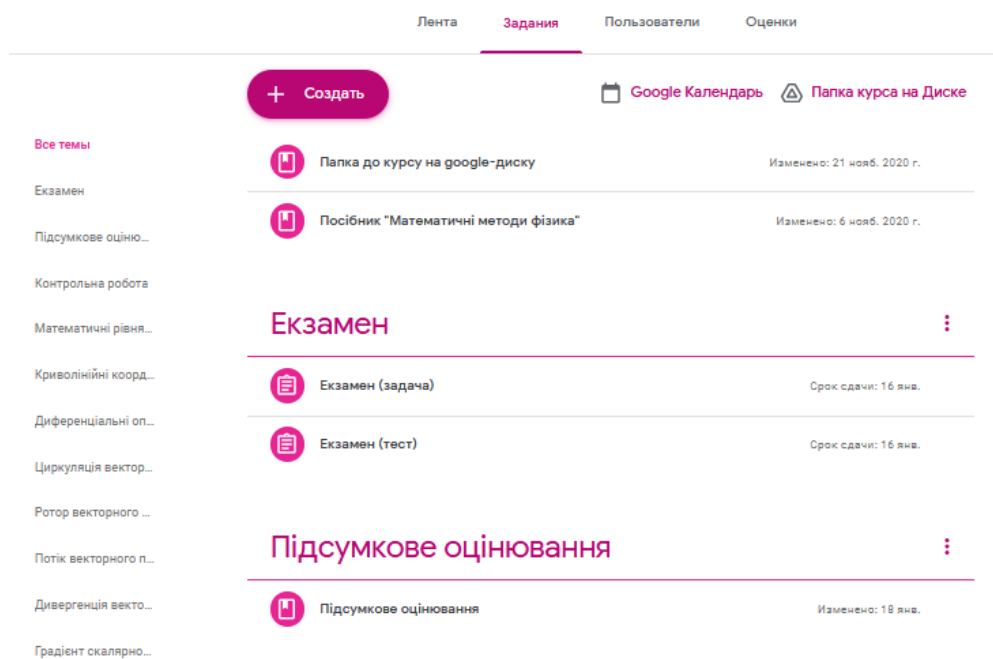 Лента Задания Пользователи Оценки
Создать
Google Календарь Папка курса на Диске
Все темы
Екзамен
Підсумкове оціню...
Контрольна робота
Математичні рівня...
Криволінійні коорд...
Диференціальні оп...
Циркуляція вектор...
Ротор векторного ...
Потік векторного п...
Дивергенція векто...
Градієнт скалярно...
Папка до курсу на google-диску Изменено: 21 нояб. 2020 г.
Посібник "Математичні методи фізика" Изменено: 6 нояб. 2020 г.
Екзамен
Екзамен (задача) Срок сдачи: 16 янв.
Екзамен (тест) Срок сдачи: 16 янв.
Підсумкове оцінювання
Підсумкове оцінювання Изменено: 18 янв.